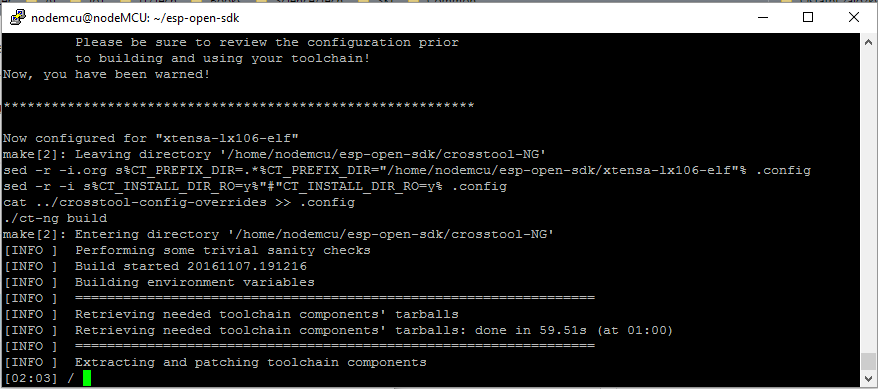 nodemcu@nodeMCU: ~/esp-open-sdk
Please be sure to review the configuration prior
to building and using your toolchain!
Now, you have been warned!
***********************************************************
Now configured for "xtensa-lx106-elf"
make[2]: Leaving directory '/home/nodemcu/esp-open-sdk/crosstool-NG'
sed -r -i.org s%CT_PREFIX_DIR=.*%CT_PREFIX_DIR="/home/nodemcu/esp-open-sdk/xtensa-lx106-elf"% .config
sed -r -i s%CT_INSTALL_DIR_RO=y%"#"CT_INSTALL_DIR_RO=y% .config
cat ../crosstool-config-overrides >> .config
./ct-ng build
make[2]: Entering directory '/home/nodemcu/esp-open-sdk/crosstool-NG'
[INFO ]  Performing some trivial sanity checks
[INFO ]  Build started 20161107.191216
[INFO ]  Building environment variables
[INFO ]  =================================================================
[INFO ]  Retrieving needed toolchain components' tarballs
[INFO ]  Retrieving needed toolchain components' tarballs: done in 59.51s (at 01:00)
[INFO ]  =================================================================
[INFO ]  Extracting and patching toolchain components
[02:03] /